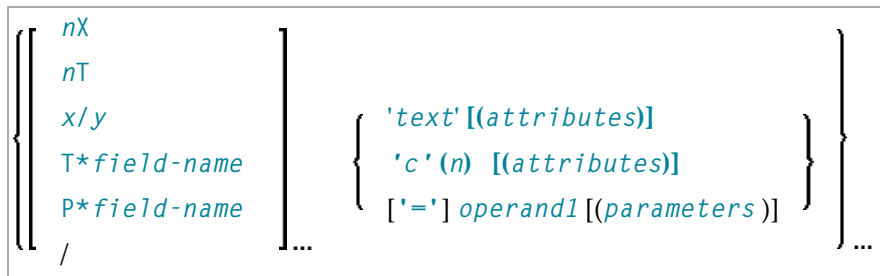 nX
nT
x/y
T*field-name
P*field-name
/
...
'text' [(attributes)]
'c' (n) [(attributes)]
['='] operand1 [(parameters )]
...